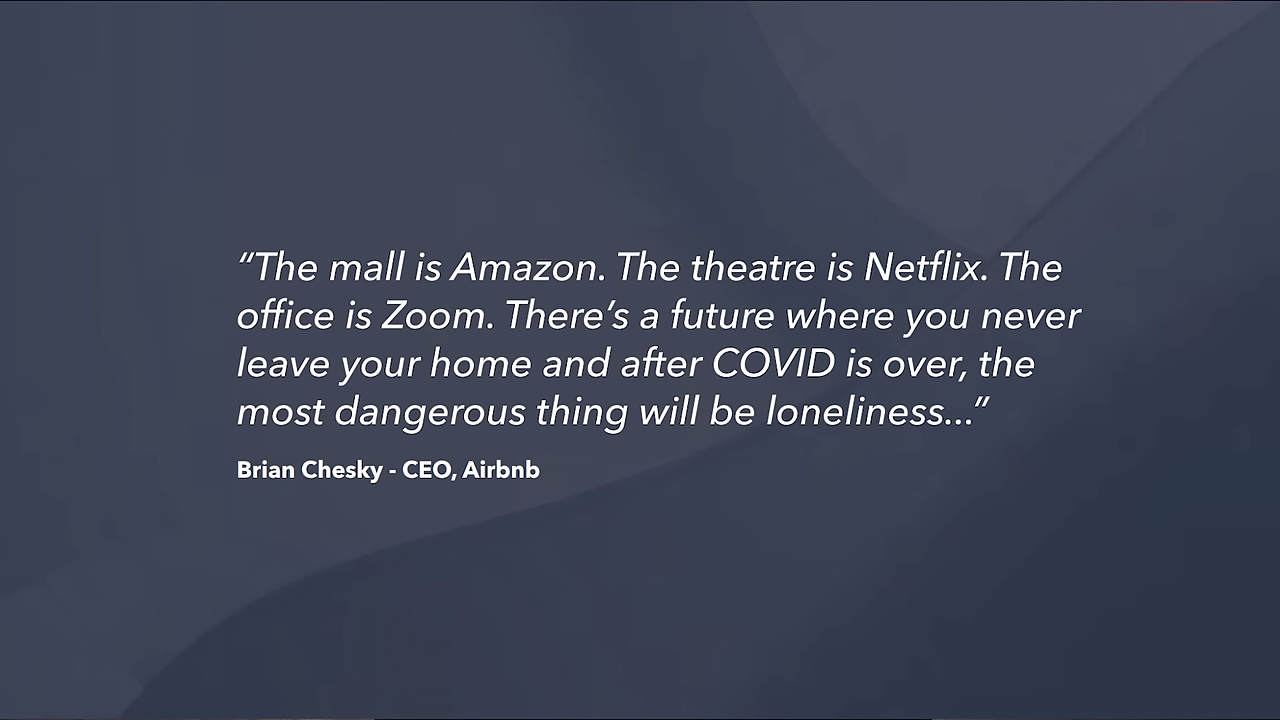 “The mall is Amazon. The theatre is Netflix. The
office is Zoom. There’s a future where you never
leave your home and after COVID is over, the
most dangerous thing will be loneliness...”
Brian Chesky - CEO, Airbnb